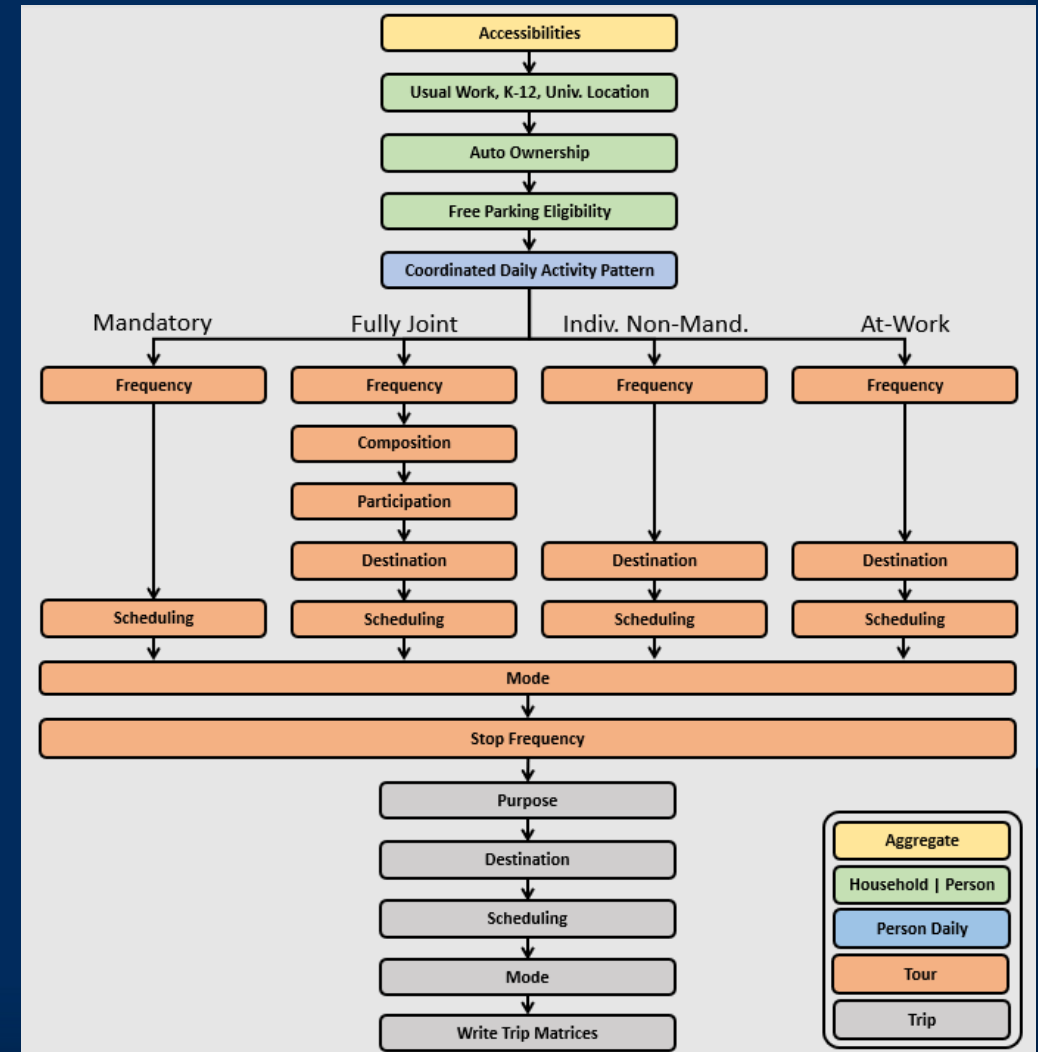 Accessibilities
Usual Work, K-12, Univ. Location
Auto Ownership
Free Parking Eligibility
Coordinated Daily Activity Pattern
Mandatory
Fully Joint
Indiv. Non-Mand.
At-Work
Frequency
Frequency
Frequency
Frequency
Composition
Participation
Destination
Destination
Destination
Scheduling
Scheduling
Scheduling
Scheduling
Mode
Stop Frequency
Purpose
Destination
Scheduling
Mode
Write Trip Matrices
Aggregate
Household | Person
Person Daily
Tour
Trip